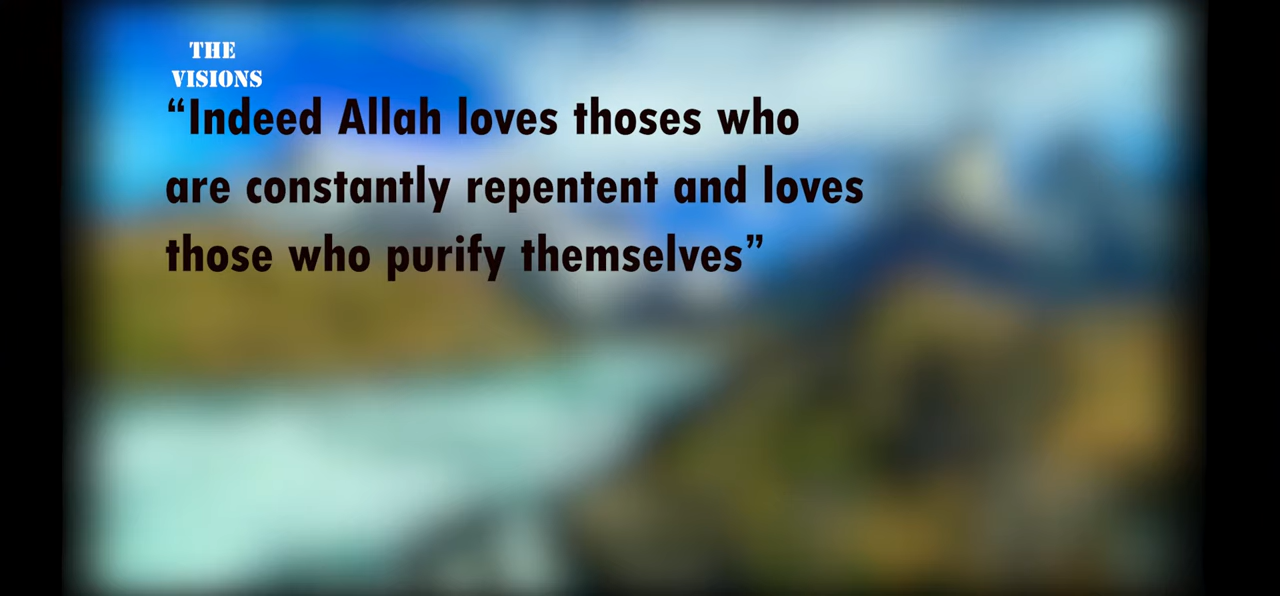 THE
VISIONS
“Indeed Allah loves thoses who
are constantly repentent and loves
those who purify themselves”